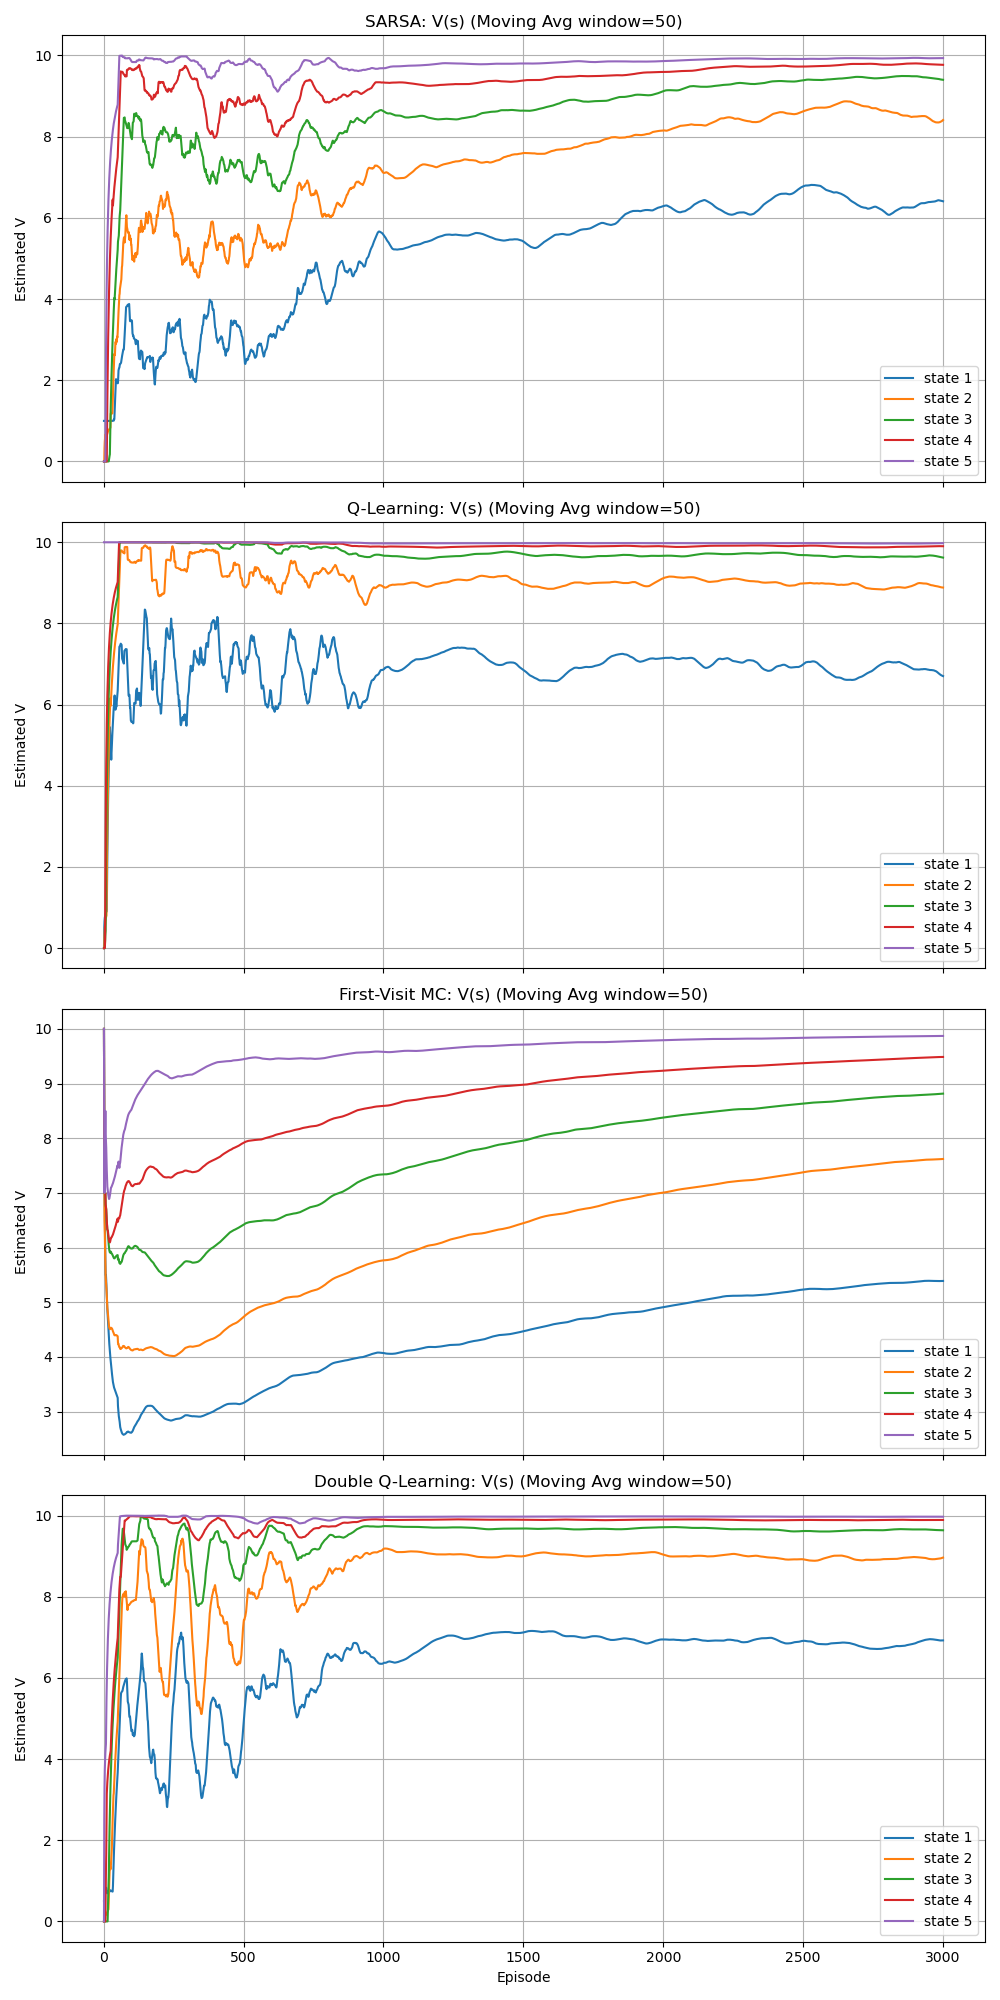 SARSA: V(s) (Moving Avg window=50)
10
8
6
4
2
0
Estimated V
state 1
state 2
state 3
state 4
state 5
Q-Learning: V(s) (Moving Avg window=50)
10
8
6
4
2
0
Estimated V
state 1
state 2
state 3
state 4
state 5
First-Visit MC: V(s) (Moving Avg window=50)
10
9
8
7
6
5
4
3
Estimated V
state 1
state 2
state 3
state 4
state 5
Double Q-Learning: V(s) (Moving Avg window=50)
10
8
6
4
2
0
Estimated V
state 1
state 2
state 3
state 4
state 5
0 500 1000 1500 2000 2500 3000
Episode